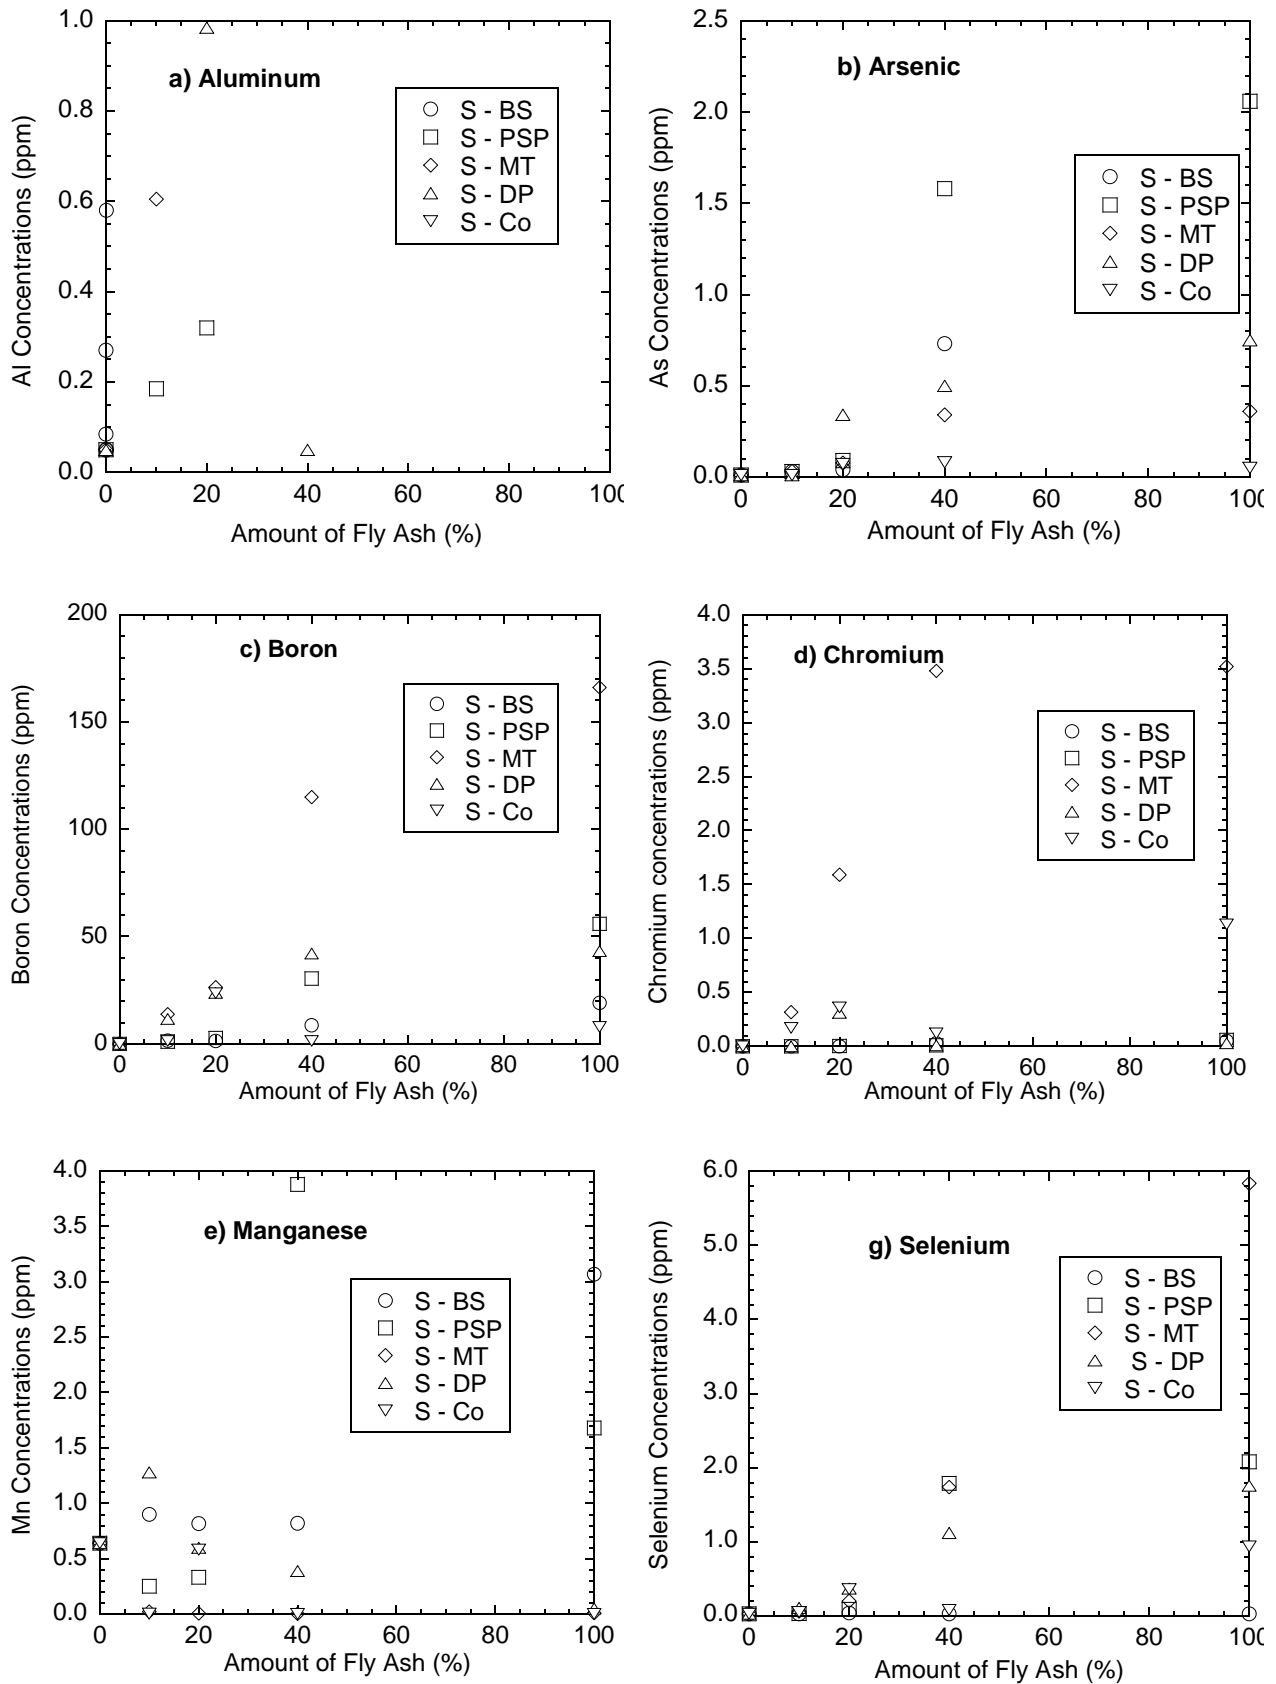 a) Aluminum
Al Concentrations (ppm)
1.0
0.8
0.6
0.4
0.2
0.0
S - BS
S - PSP
S - MT
S - DP
S - Co
0 20 40 60 80 100
Amount of Fly Ash (%)
b) Arsenic
As Concentrations (ppm)
2.5
2.0
1.5
1.0
0.5
0.0
S - BS
S - PSP
S - MT
S - DP
S - Co
0 20 40 60 80 100
Amount of Fly Ash (%)
c) Boron
Boron Concentrations (ppm)
200
150
100
50
0
S - BS
S - PSP
S - MT
S - DP
S - Co
0 20 40 60 80 100
Amount of Fly Ash (%)
d) Chromium
Chromium concentrations (ppm)
4.0
3.5
3.0
2.5
2.0
1.5
1.0
0.5
0.0
S - BS
S - PSP
S - MT
S - DP
S - Co
0 20 40 60 80 100
Amount of Fly Ash (%)
e) Manganese
Mn Concentrations (ppm)
4.0
3.5
3.0
2.5
2.0
1.5
1.0
0.5
0.0
S - BS
S - PSP
S - MT
S - DP
S - Co
0 20 40 60 80 100
Amount of Fly Ash (%)
g) Selenium
Selenium Concentrations (ppm)
6.0
5.0
4.0
3.0
2.0
1.0
0.0
S - BS
S - PSP
S - MT
S - DP
S - Co
0 20 40 60 80 100
Amount of Fly Ash (%)